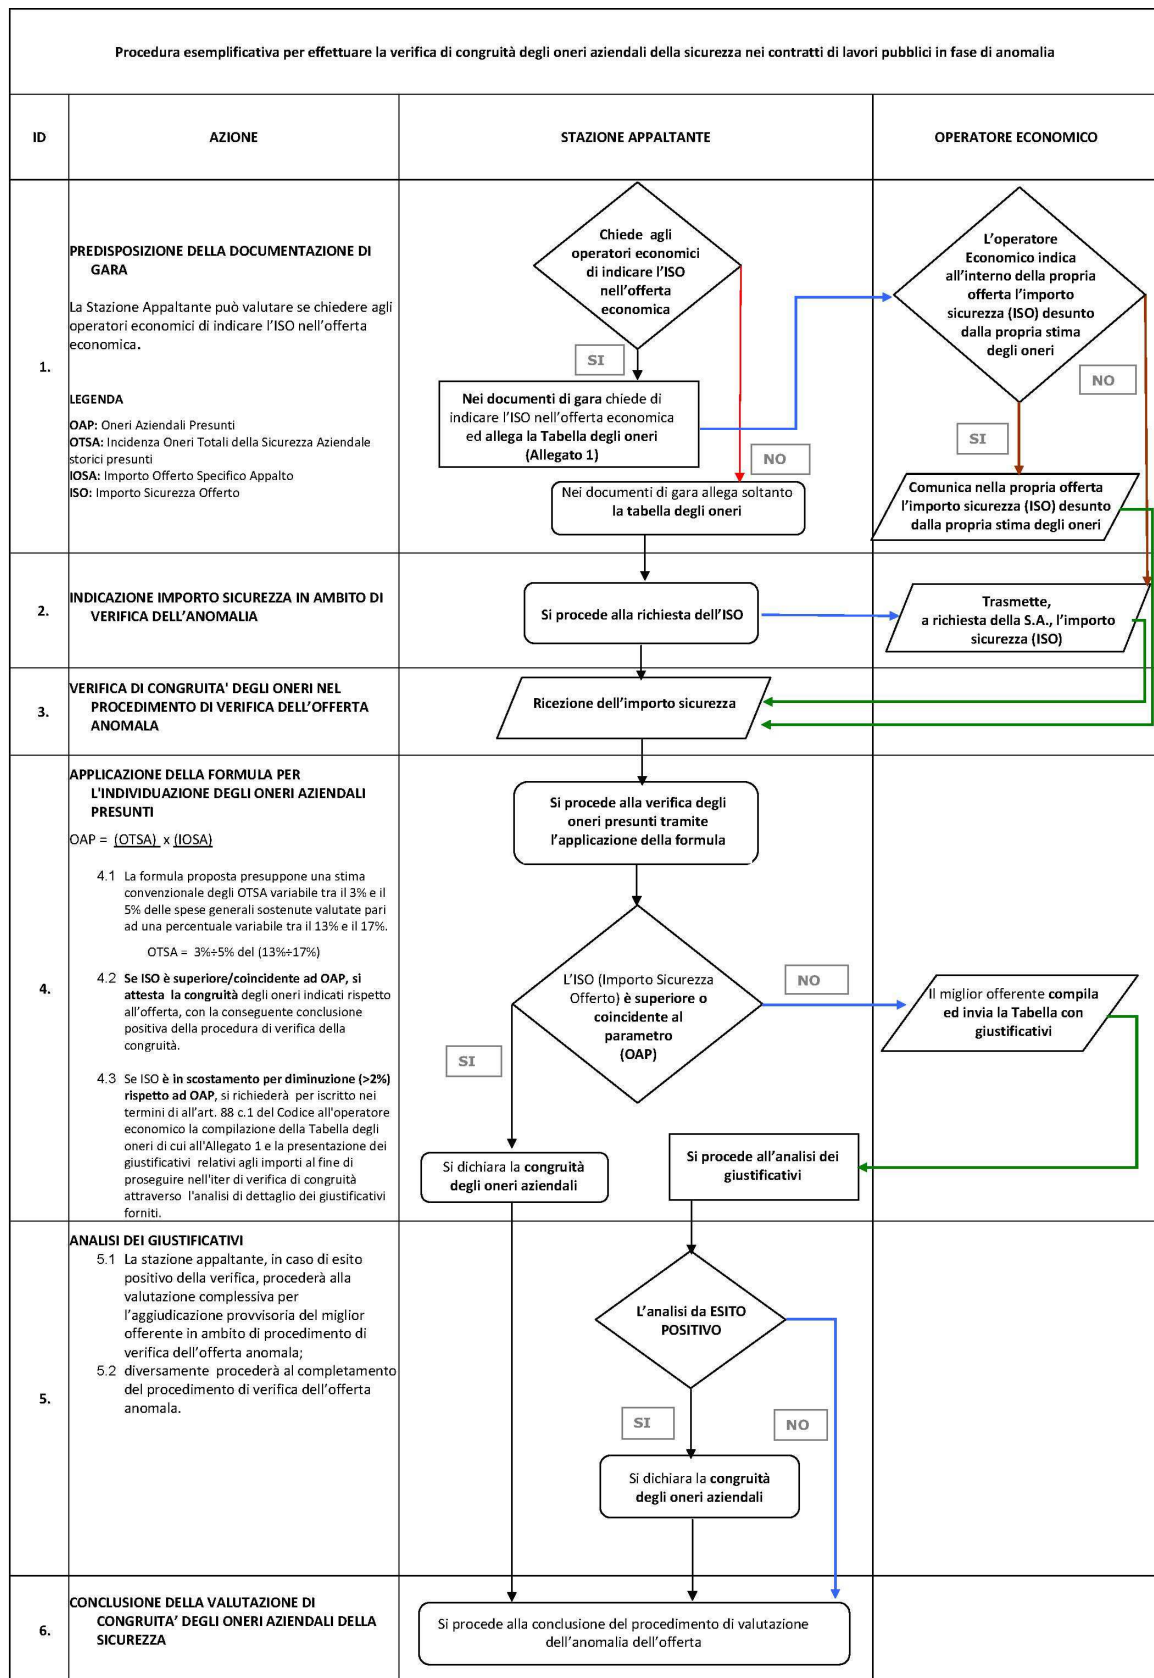 Procedura esemplificativa per effettuare la verifica di congruità degli oneri aziendali della sicurezza nei contratti di lavori pubblici in fase di anomalia
ID
AZIONE
STAZIONE APPALTANTE
OPERATORE ECONOMICO
1.
PREDISPOSIZIONE DELLA DOCUMENTAZIONE DI
GARA
La Stazione Appaltante può valutare se chiedere agli
operatori economici di indicare l'ISO nell'offerta
economica.
LEGENDA
OAP: Oneri Aziendali Presunti
OTSA: Incidenza Oneri Totali della Sicurezza Aziendale
storici presunti
IOSA: Importo Offerto Specifico Appalto
ISO: Importo Sicurezza Offerto
Chiede agli
operatori economici
di indicare l'ISO
nell'offerta
economica
SI
Nei documenti di gara chiede di
indicare l'ISO nell'offerta economica
ed allega la Tabella degli oneri
(Allegato 1)
NO
Nei documenti di gara allega soltanto
la tabella degli oneri
L'operatore
Economico indica
all'interno della propria
offerta l'importo
sicurezza (ISO) desunto
dalla propria stima
degli oneri
NO
SI
Comunica nella propria offerta
l'importo sicurezza (ISO) desunto
dalla propria stima degli oneri
2.
INDICAZIONE IMPORTO SICUREZZA IN AMBITO DI
VERIFICA DELL'ANOMALIA
Si procede alla richiesta dell'ISO
Trasmette,
a richiesta della S.A., l'importo
sicurezza (ISO)
3.
VERIFICA DI CONGRUITA' DEGLI ONERI NEL
PROCEDIMENTO DI VERIFICA DELL'OFFERTA
ANOMALA
Ricezione dell'importo sicurezza
4.
APPLICAZIONE DELLA FORMULA PER
L'INDIVIDUAZIONE DEGLI ONERI AZIENDALI
PRESUNTI
OAP = (OTSA) x (IOSA)
4.1 La formula proposta presuppone una stima
convenzionale degli OTSA variabile tra il 3% e il
5% delle spese generali sostenute valutate pari
ad una percentuale variabile tra il 13% e il 17%.
OTSA = 3%÷5% del (13%÷17%)
4.2 Se ISO è superiore/coincidente ad OAP, si
attesta la congruità degli oneri indicati rispetto
all'offerta, con la conseguente conclusione
positiva della procedura di verifica della
congruità.
4.3 Se ISO è in scostamento per diminuzione (>2%)
rispetto ad OAP, si richiederà per iscritto nei
termini di all'art. 88 c.1 del Codice all'operatore
economico la compilazione della Tabella degli
oneri di cui all'Allegato 1 e la presentazione dei
giustificativi relativi agli importi al fine di
proseguire nell'iter di verifica di congruità
attraverso l'analisi di dettaglio dei giustificativi
forniti.
Si procede alla verifica degli
oneri presunti tramite
l'applicazione della formula
L'ISO (Importo Sicurezza
Offerto) è superiore o
coincidente al
parametro
(OAP)
NO
SI
Il miglior offerente compila
ed invia la Tabella con
giustificativi
Si dichiara la congruità
degli oneri aziendali
Si procede all'analisi dei
giustificativi
5.
ANALISI DEI GIUSTIFICATIVI
5.1 La stazione appaltante, in caso di esito
positivo della verifica, procederà alla
valutazione complessiva per
l'aggiudicazione provvisoria del miglior
offerente in ambito di procedimento di
verifica dell'offerta anomala;
5.2 diversamente procederà al completamento
del procedimento di verifica dell'offerta
anomala.
L'analisi da ESITO
POSITIVO
SI
NO
Si dichiara la congruità
degli oneri aziendali
6.
CONCLUSIONE DELLA VALUTAZIONE DI
CONGRUITA' DEGLI ONERI AZIENDALI DELLA
SICUREZZA
Si procede alla conclusione del procedimento di valutazione
dell'anomalia dell'offerta